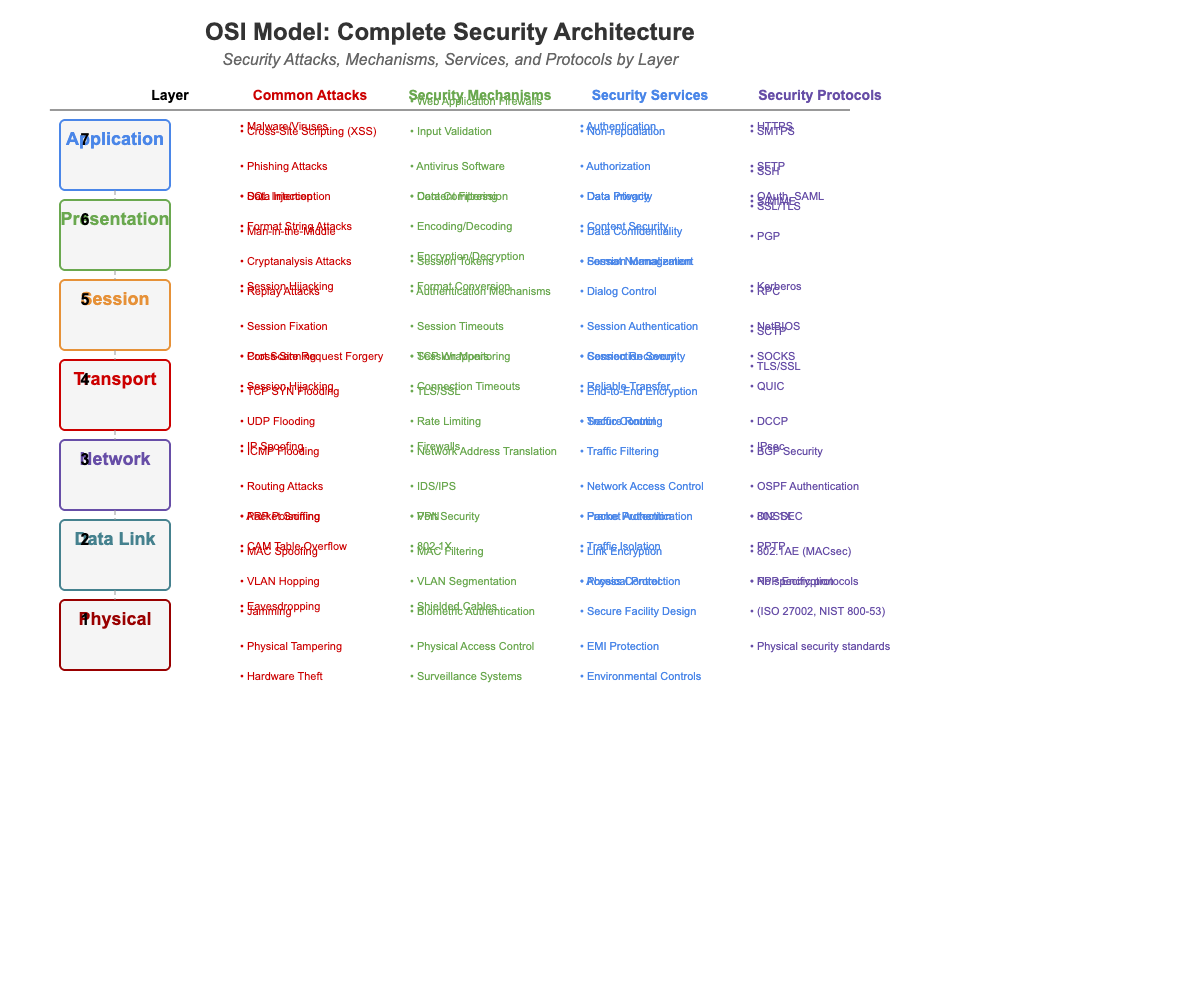 OSI Model: Complete Security Architecture
Security Attacks, Mechanisms, Services, and Protocols by Layer
Layer
Common Attacks
Security Mechanisms
Security Services
Security Protocols
7
Application
6
Presentation
5
Session
4
Transport
3
Network
2
Data Link
1
Physical
• Malware/Viruses
• Cross-Site Scripting (XSS)
• Phishing Attacks
• SQL Injection
• Data Interception
• Format String Attacks
• Man-in-the-Middle
• Cryptanalysis Attacks
• Session Hijacking
• Replay Attacks
• Session Fixation
• Cross-Site Request Forgery
• Port Scanning
• Session Hijacking
• TCP SYN Flooding
• UDP Flooding
• IP Spoofing
• ICMP Flooding
• Routing Attacks
• Packet Sniffing
• ARP Poisoning
• CAM Table Overflow
• MAC Spoofing
• VLAN Hopping
• Eavesdropping
• Jamming
• Physical Tampering
• Hardware Theft
• Web Application Firewalls
• Input Validation
• Antivirus Software
• Content Filtering
• Data Compression
• Encoding/Decoding
• Encryption/Decryption
• Session Tokens
• Format Conversion
• Authentication Mechanisms
• Session Timeouts
• Session Monitoring
• TCP Wrappers
• Connection Timeouts
• TLS/SSL
• Rate Limiting
• Firewalls
• Network Address Translation
• IDS/IPS
• VPN
• Port Security
• 802.1X
• MAC Filtering
• VLAN Segmentation
• Shielded Cables
• Biometric Authentication
• Physical Access Control
• Surveillance Systems
• Authentication
• Non-repudiation
• Authorization
• Data Integrity
• Data Privacy
• Content Security
• Data Confidentiality
• Format Normalization
• Session Management
• Dialog Control
• Session Authentication
• Session Recovery
• Connection Security
• Reliable Transfer
• End-to-End Encryption
• Traffic Control
• Secure Routing
• Traffic Filtering
• Network Access Control
• Packet Authentication
• Frame Protection
• Traffic Isolation
• Link Encryption
• Access Control
• Physical Protection
• Secure Facility Design
• EMI Protection
• Environmental Controls
• HTTPS
• SMTPS
• SFTP
• SSH
• OAuth, SAML
• S/MIME
• SSL/TLS
• PGP
• Kerberos
• RPC
• NetBIOS
• SCTP
• SOCKS
• TLS/SSL
• QUIC
• DCCP
• IPsec
• BGP Security
• OSPF Authentication
• DNSSEC
• 802.1X
• PPTP
• 802.1AE (MACsec)
• PPP Encryption
• No specific protocols
• (ISO 27002, NIST 800-53)
• Physical security standards